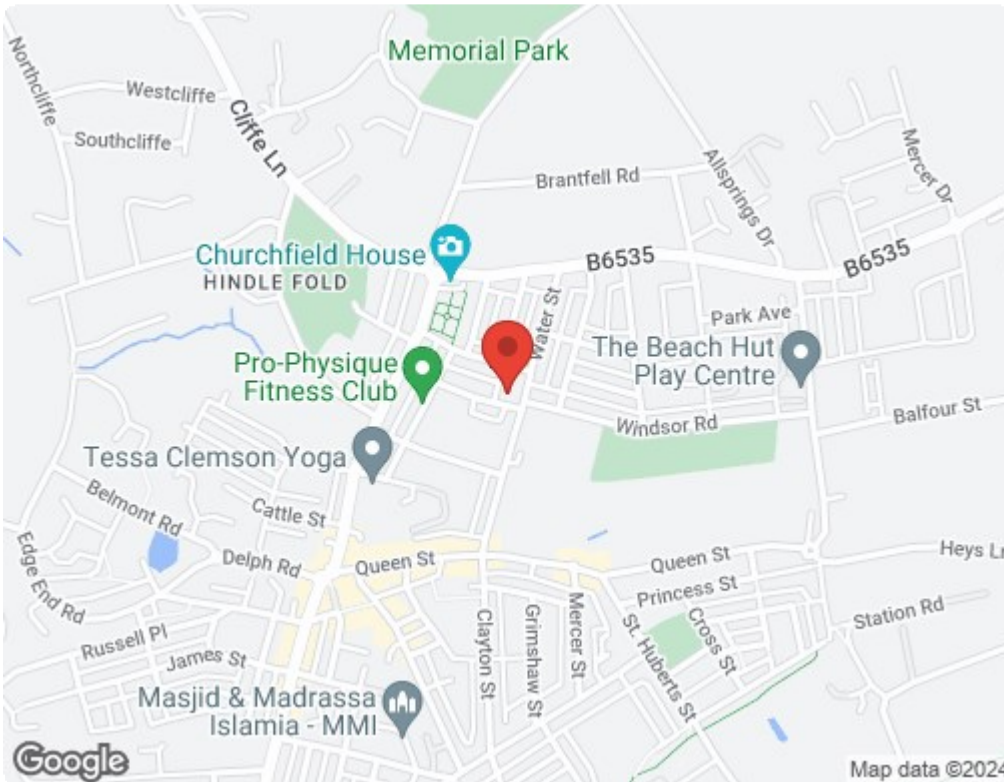 Memorial Park
Northcliffe
Westcliffe
Southcliffe
Cliffe Ln
Mercer Dr
Allsprings Dr
Brantfell Rd
Churchfield House
HINDLE FOLD
B6535
B6535
Water St
Park Ave
The Beach Hut
Play Centre
Pro-Physique
Fitness Club
Windsor Rd
Balfour St
Tessa Clemson Yoga
Belmont Rd
Cattle St
Edge End Rd
Delph Rd
Queen St
Queen St
Heys Ln
Princess St
Station Rd
Russell Pl
James St
Clayton St
Grimshaw St
Mercer St
St. Huberts St
Cross St
Masjid & Madrassa
Islamia - MMI
Google
Map data ©2024